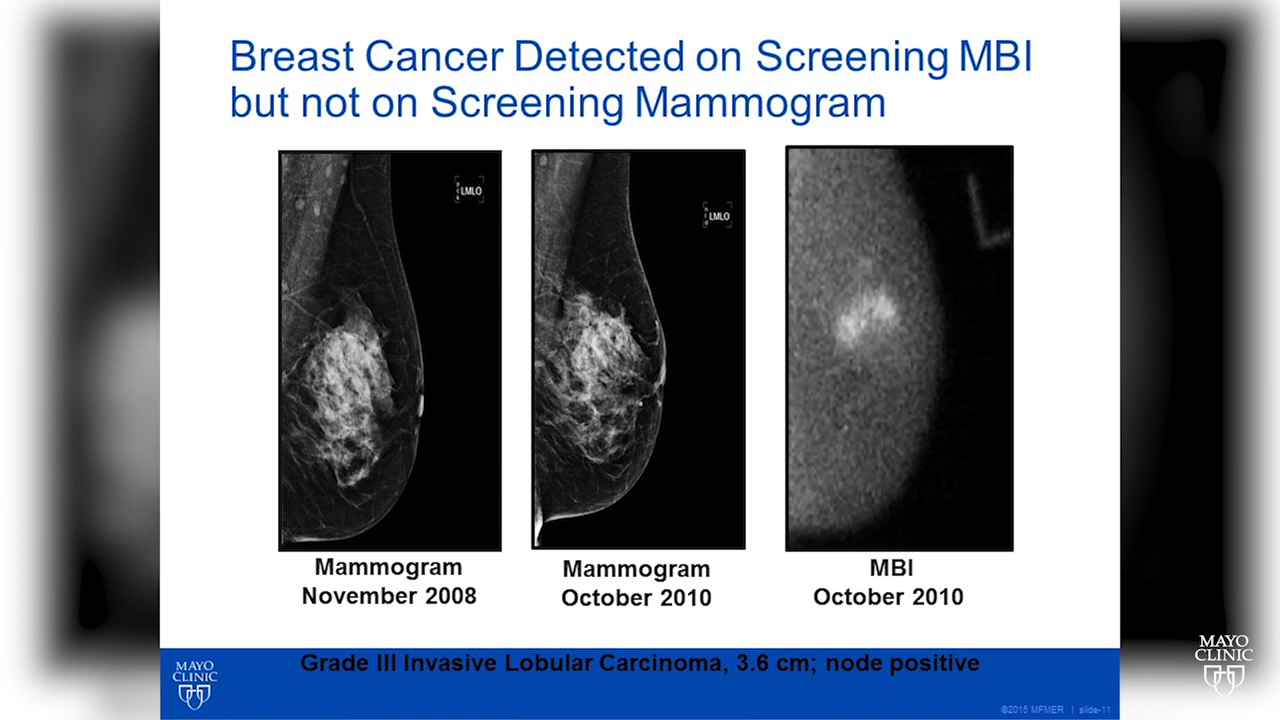 Breast Cancer Detected on Screening MBI
but not on Screening Mammogram
LMLO
LMLO
L
Mammogram
November 2008
Mammogram
October 2010
MBI
October 2010
Grade III Invasive Lobular Carcinoma, 3.6 cm; node positive
MAYO
CLINIC
©2015 MFMER | slide-11
MAYO
CLINIC